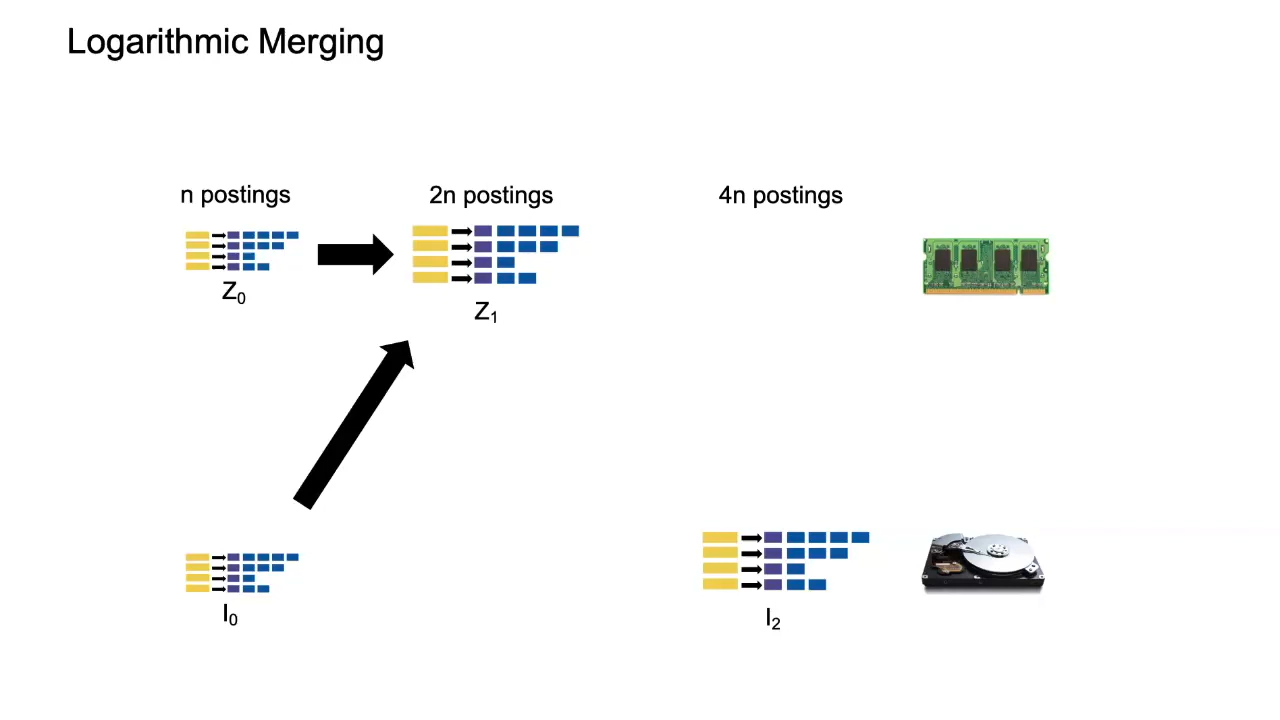 Logarithmic Merging
n postings
2n postings
4n postings
Z₀
Z₁
I₀
I₂